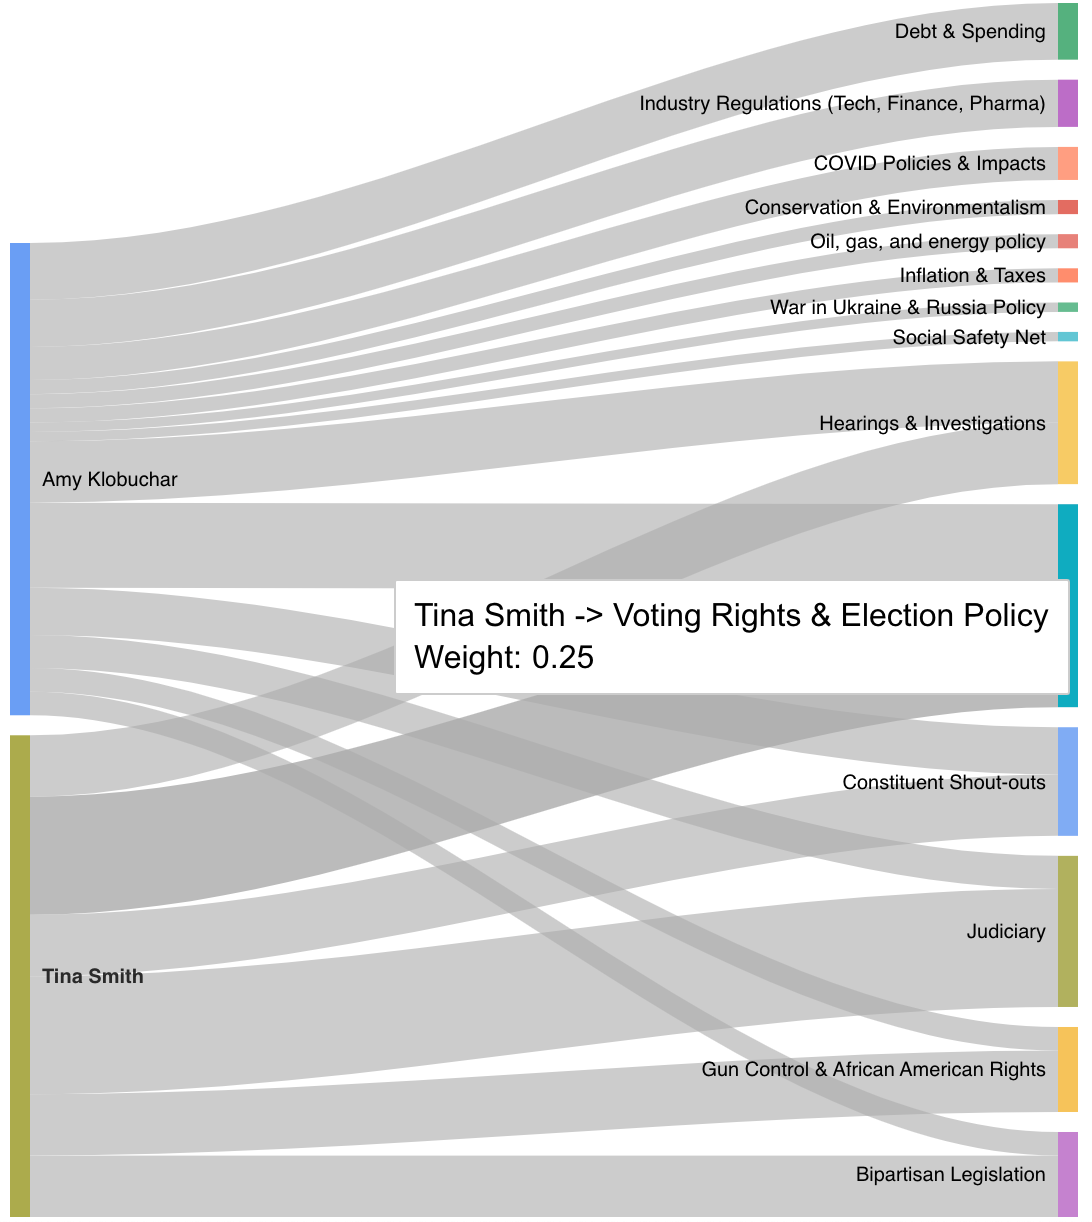 Debt & Spending
Industry Regulations (Tech, Finance, Pharma)
COVID Policies & Impacts
Conservation & Environmentalism
Oil, gas, and energy policy
Inflation & Taxes
War in Ukraine & Russia Policy
Social Safety Net
Hearings & Investigations
Amy Klobuchar
Tina Smith -> Voting Rights & Election Policy
Weight: 0.25
Constituent Shout-outs
Judiciary
Tina Smith
Gun Control & African American Rights
Bipartisan Legislation